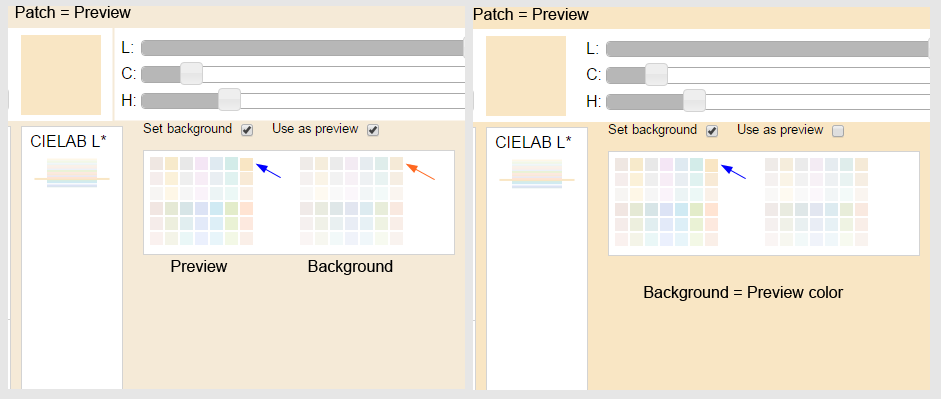 Patch = Preview
L:
C:
H:
Set background Use as preview
CIELAB L*
Preview Background
Patch = Preview
L:
C:
H:
Set background Use as preview
CIELAB L*
Background = Preview color